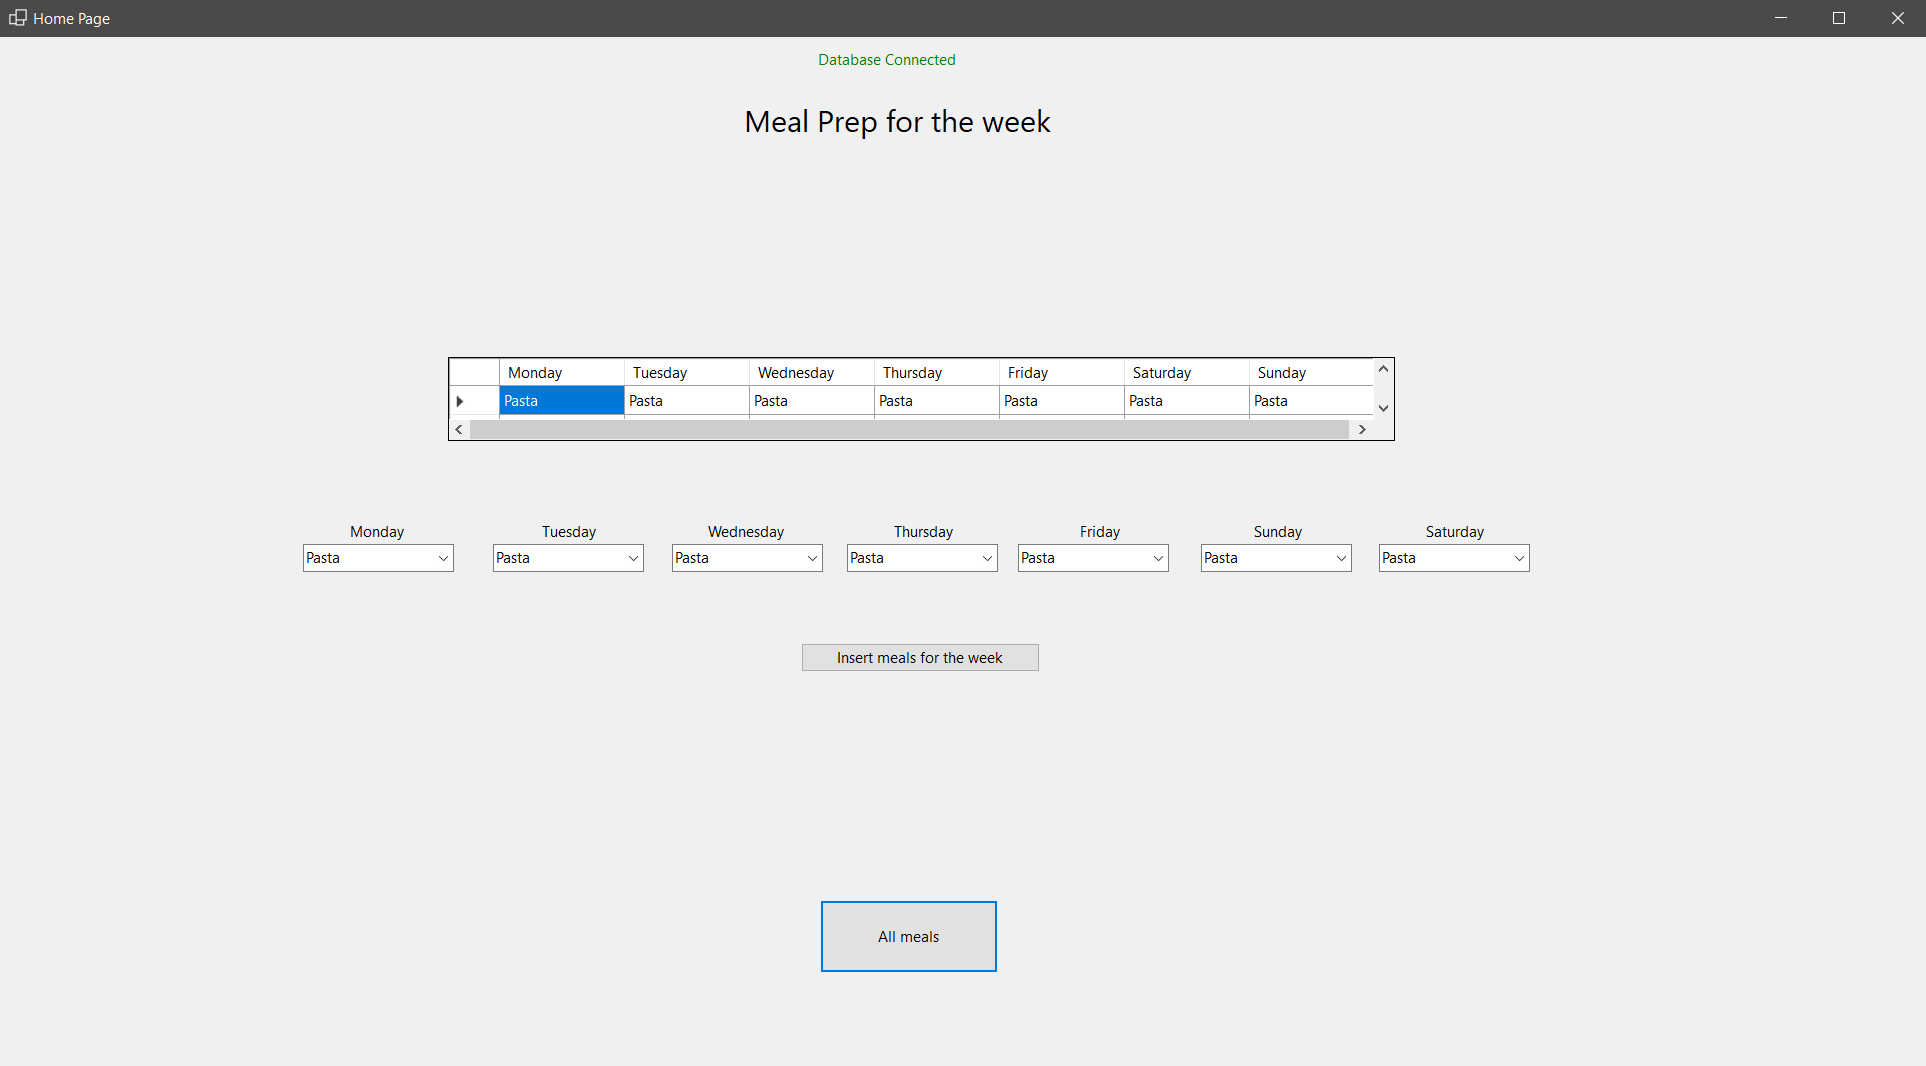 Home Page
Database Connected
Meal Prep for the week
Monday Tuesday Wednesday Thursday Friday Saturday Sunday
Pasta Pasta Pasta Pasta Pasta Pasta Pasta
Monday Tuesday Wednesday Thursday Friday Sunday Saturday
Pasta Pasta Pasta Pasta Pasta Pasta Pasta
Insert meals for the week
All meals